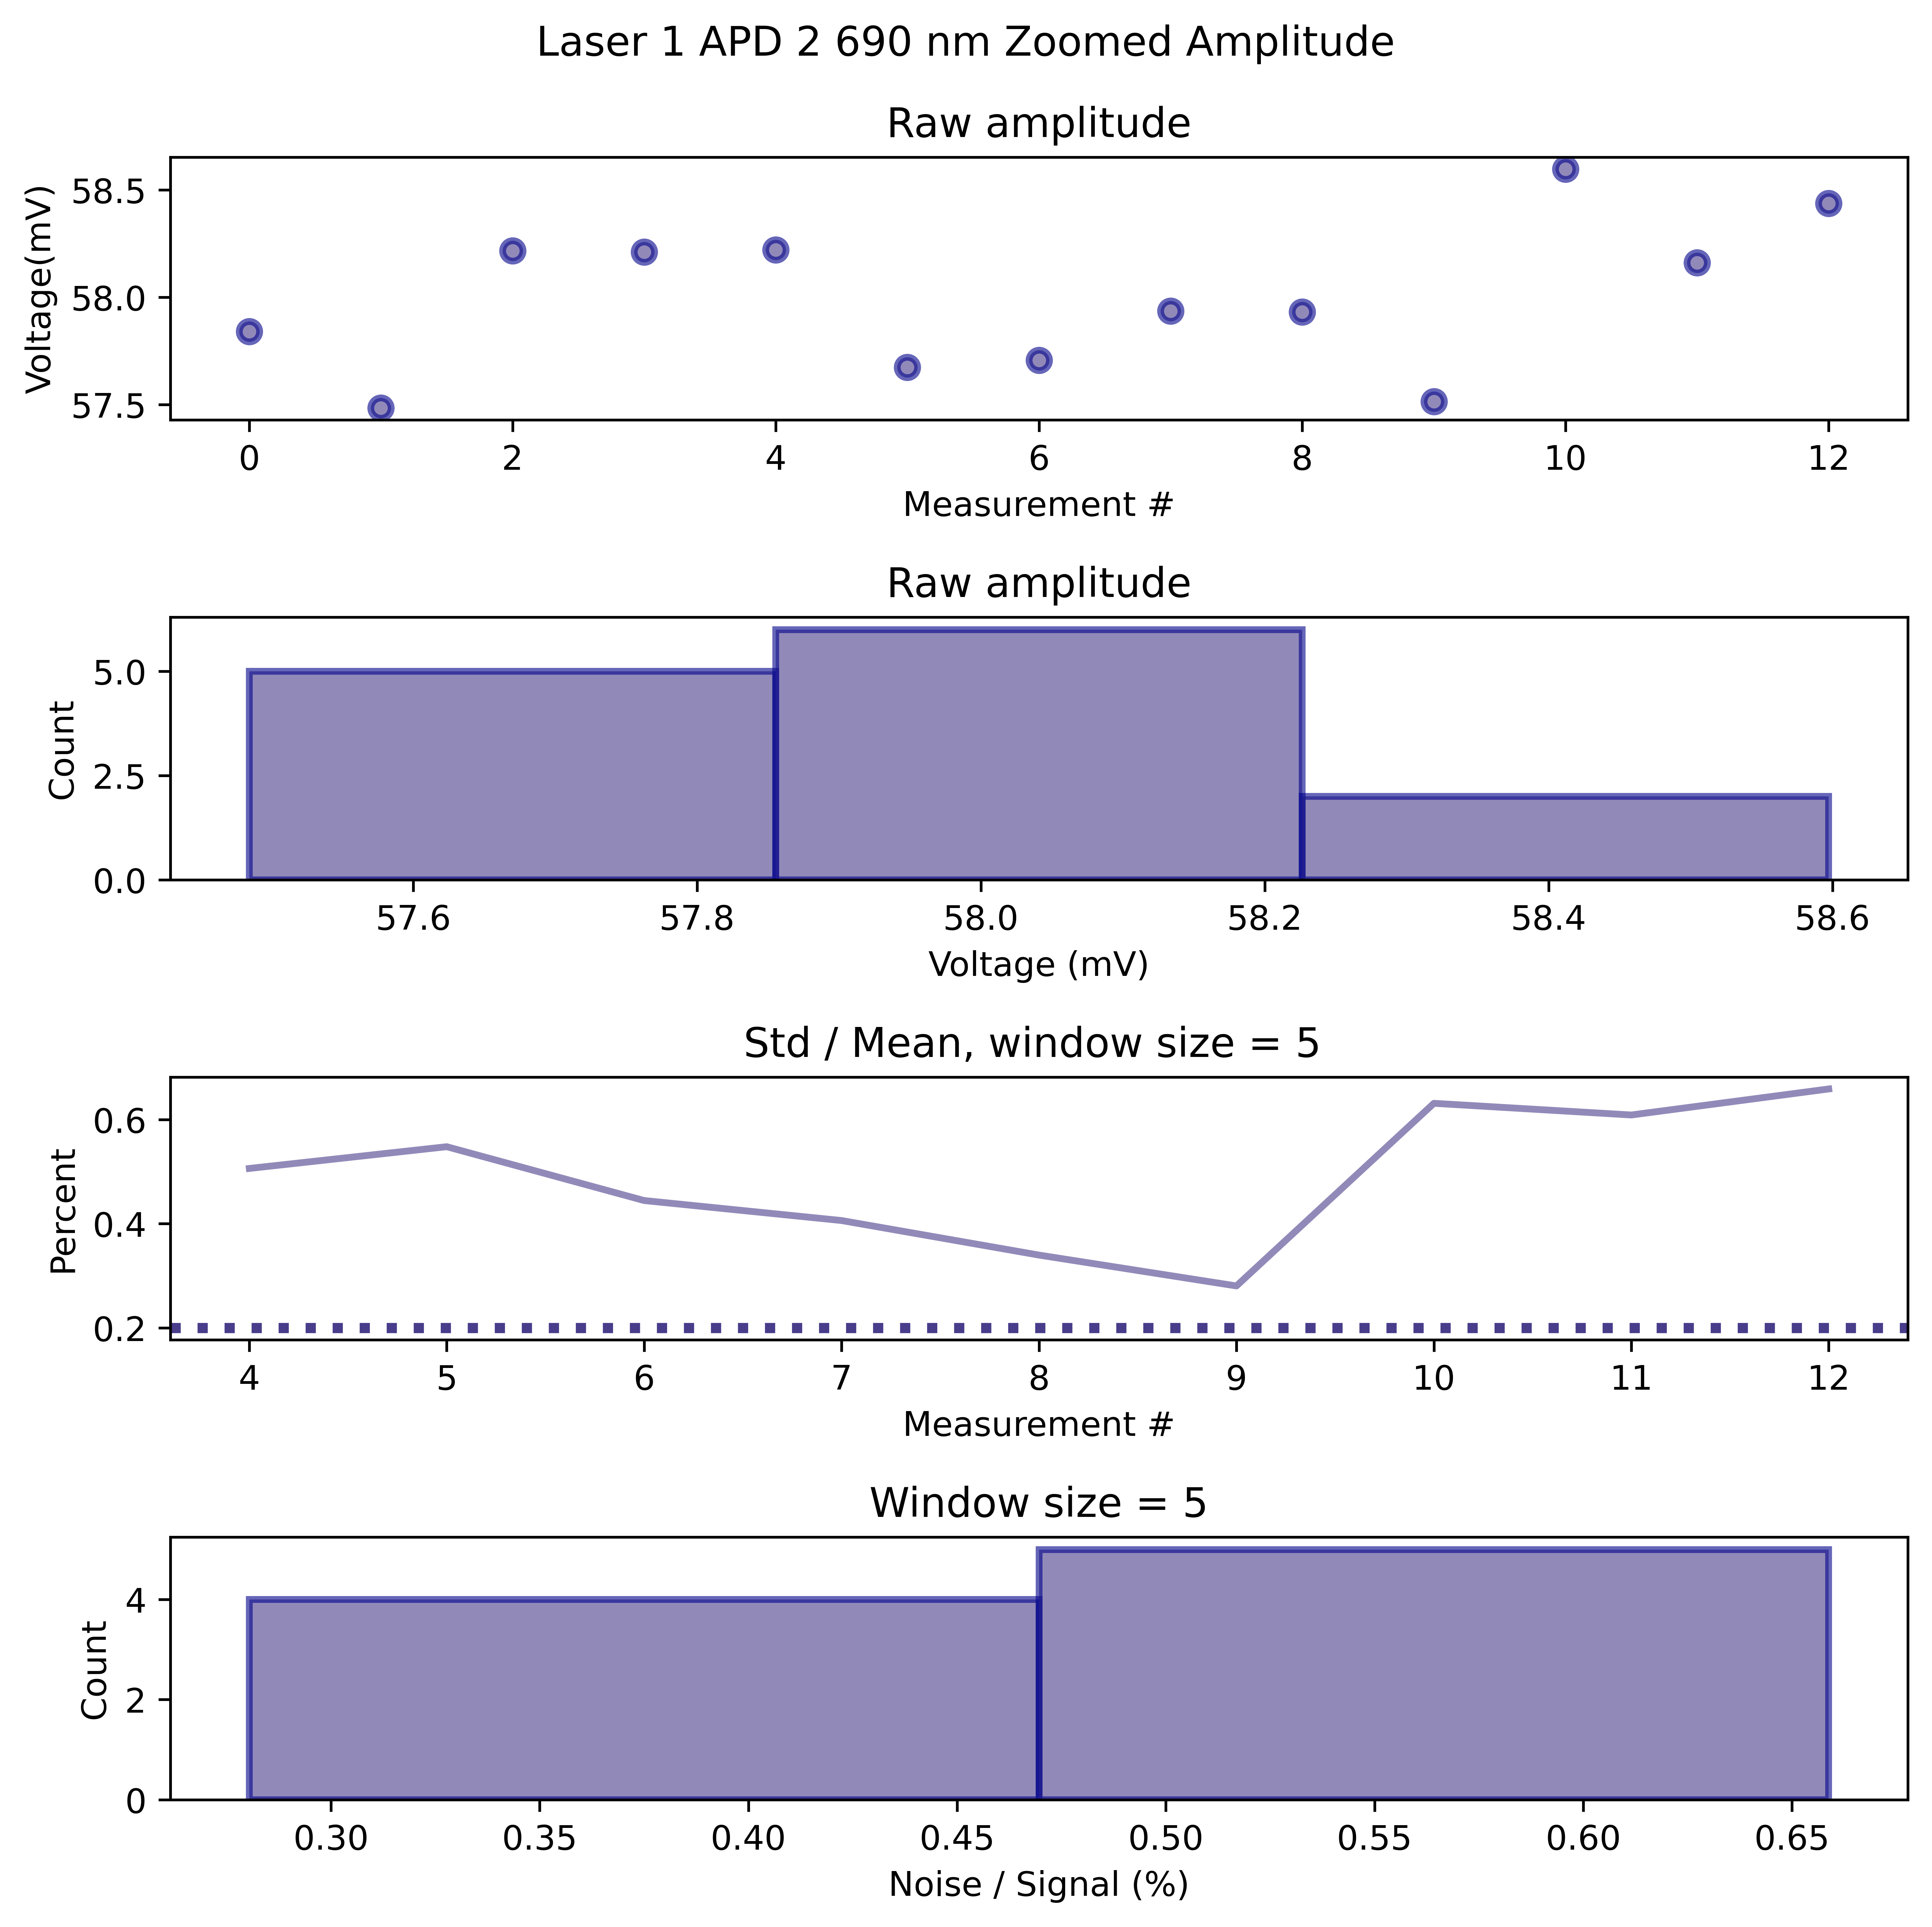 Laser 1 APD 2 690 nm Zoomed Amplitude
Raw amplitude
Voltage(mV)
58.5
58.0
57.5
0 2 4 6 8 10 12
Measurement #
Raw amplitude
Count
5.0
2.5
0.0
57.6 57.8 58.0 58.2 58.4 58.6
Voltage (mV)
Std / Mean, window size = 5
Percent
0.6
0.4
0.2
4 5 6 7 8 9 10 11 12
Measurement #
Window size = 5
Count
4
2
0
0.30 0.35 0.40 0.45 0.50 0.55 0.60 0.65
Noise / Signal (%)